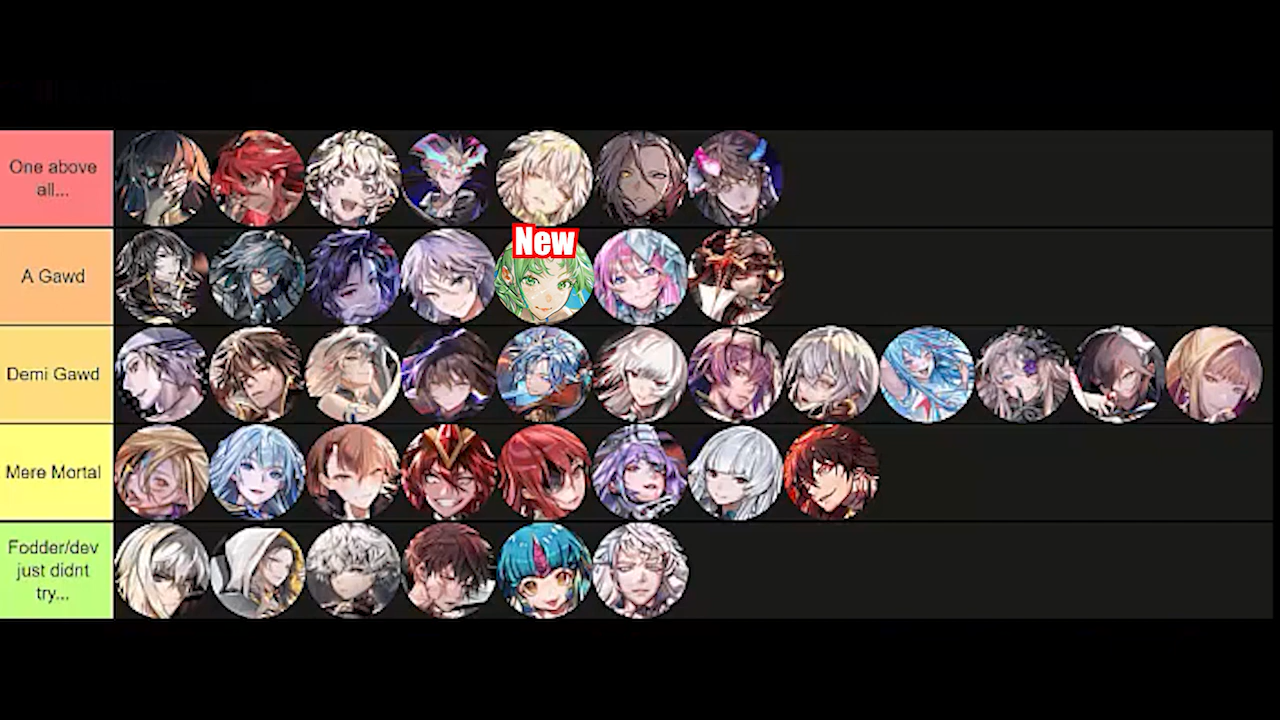 One above
all...
New
A Gawd
Demi Gawd
Mere Mortal
Fodder/dev
just didnt
try...